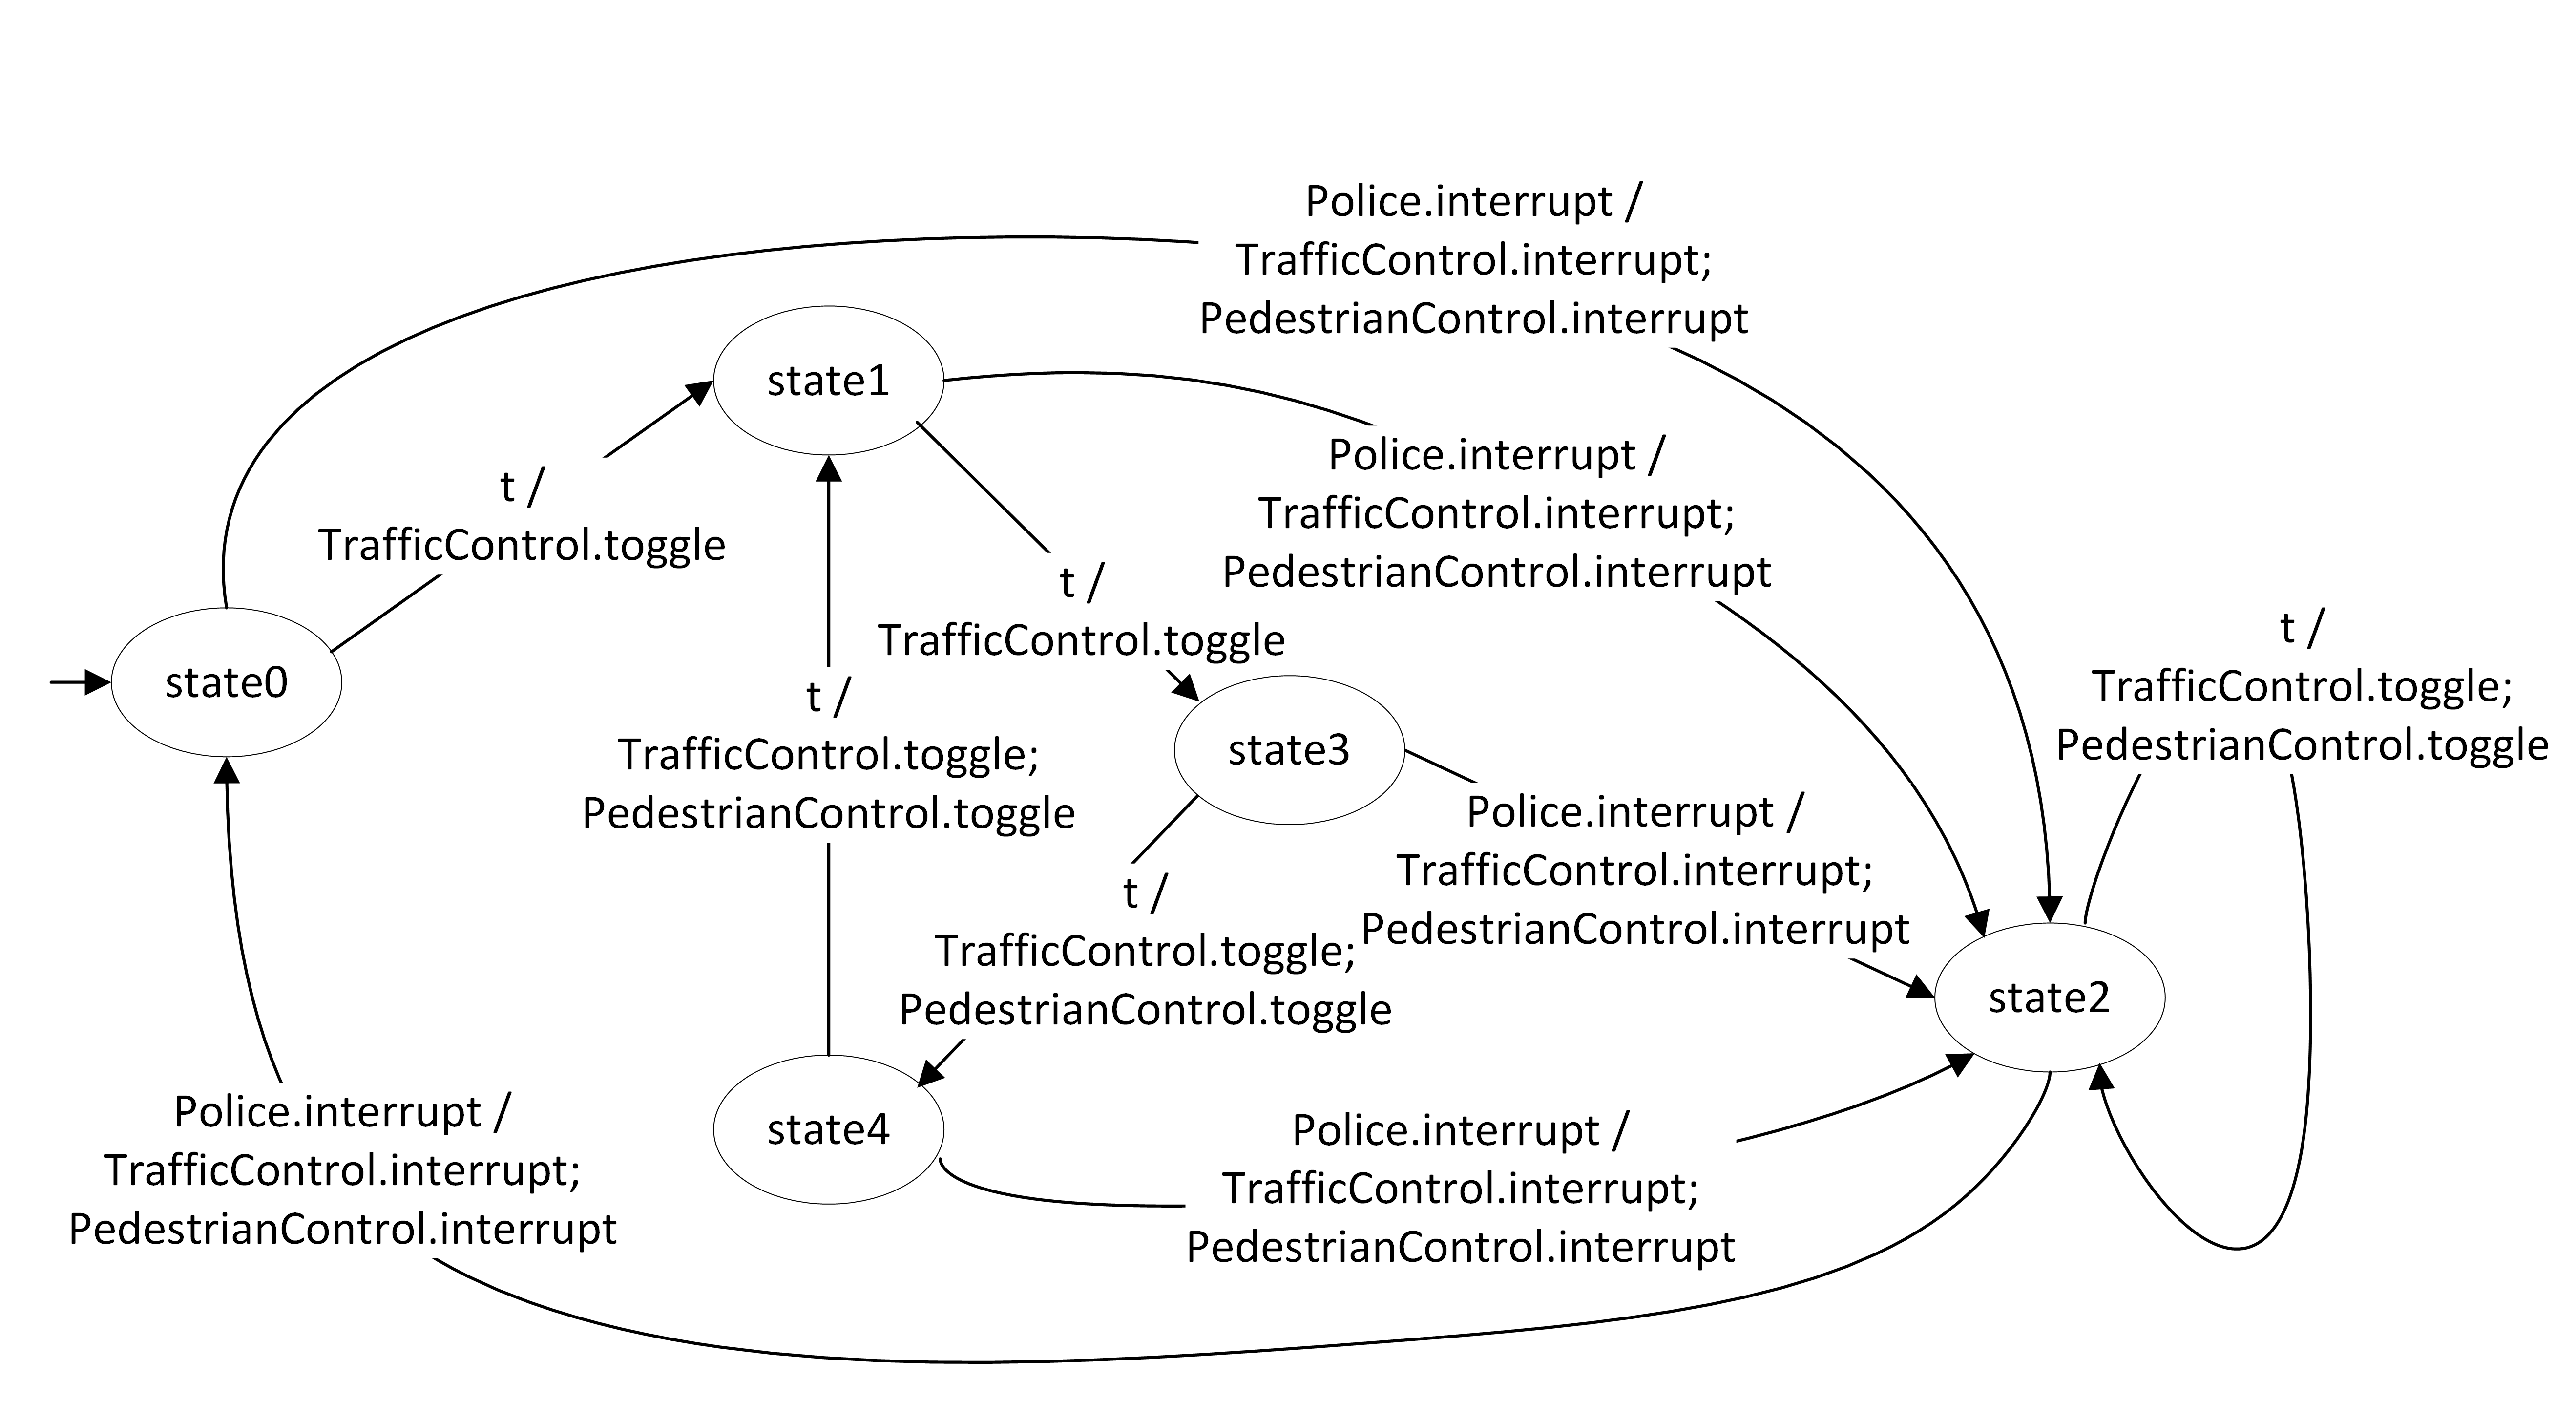 Police.interrupt /
TrafficControl.interrupt;
PedestrianControl.interrupt
state1
Police.interrupt /
TrafficControl.interrupt;
PedestrianControl.interrupt
t /
TrafficControl.toggle
t /
TrafficControl.toggle
state0
t /
TrafficControl.toggle;
PedestrianControl.toggle
state3
t /
TrafficControl.toggle;
PedestrianControl.toggle
Police.interrupt /
TrafficControl.interrupt;
PedestrianControl.interrupt
t /
TrafficControl.toggle;
PedestrianControl.toggle
state2
state4
Police.interrupt /
TrafficControl.interrupt;
PedestrianControl.interrupt
Police.interrupt /
TrafficControl.interrupt;
PedestrianControl.interrupt